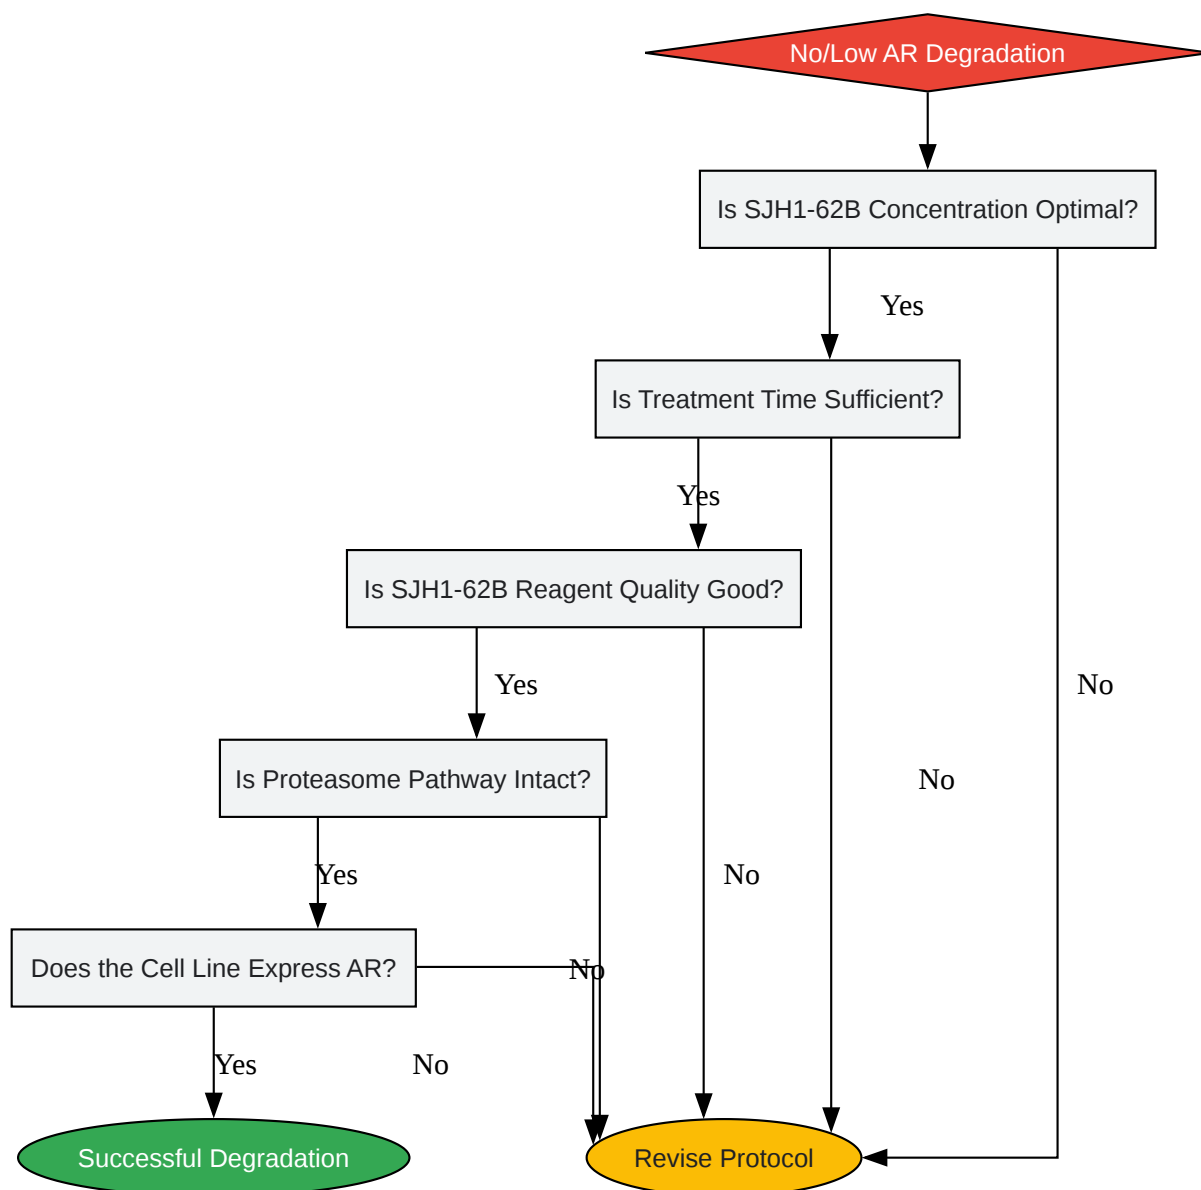 No/Low AR Degradation
Is SJH1-62B Concentration Optimal?
Yes
Is Treatment Time Sufficient?
Yes
Is SJH1-62B Reagent Quality Good?
Yes
No
Is Proteasome Pathway Intact?
No
Yes
No
Does the Cell Line Express AR?
No
Yes
No
Successful Degradation
Revise Protocol